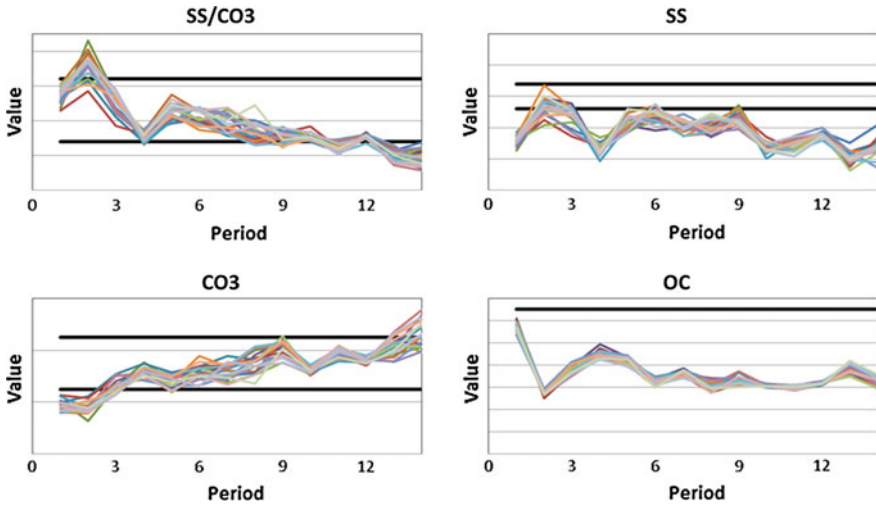 SS/CO3
Value
0 3 6 9 12
Period
SS
Value
0 3 6 9 12
Period
CO3
Value
0 3 6 9 12
Period
OC
Value
0 3 6 9 12
Period